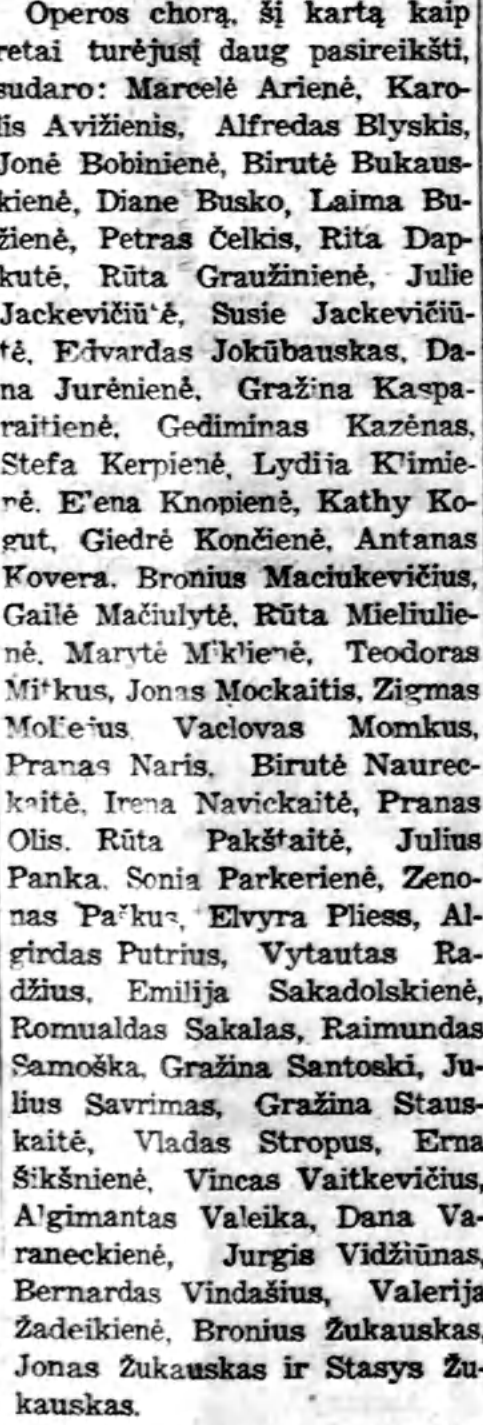 Operos chorą, šį kartą kaip
retai turėjusį daug pasireikšti,
sudaro: Marcelė Arienė, Karo-
lis Avižienis, Alfredas Blyskis,
Jonė Bobinienė, Birutė Bukaus-
kienė, Diane Busko, Laima Bu-
žienė, Petras Čelkis, Rita Dap-
kutė, Rūta Graužinienė, Julie
Jackevičiūtė, Susie Jackevičiū-
tė, Edvardas Jokūbauskas, Da-
na Jurėnienė, Gražina Kaspa-
raitienė, Gediminas Kazėnas,
Stefa Kerpienė, Lydija Klimie-
nė, Elena Knopienė, Kathy Ko-
gut, Giedrė Končienė, Antanas
Kovera, Bronius Maciukevičius,
Gailė Mačiulytė, Rūta Mieliulie-
nė, Marytė Miklienė, Teodoras
Mitkus, Jonas Mockaitis, Zigmas
Vaclovas Momkus,
Pranas Naris, Birutė Naurec-
kaitė, Irena Navickaitė, Pranas
Olis, Rūta Pakštaitė, Julius
Panka, Sonia Parkerienė, Zeno-
nas Elvyra Pliess, Al-
girdas Putrius, Vytautas Ra-
džius, Emilija Sakadolskienė,
Romualdas Sakalas, Raimundas
Samoška, Gražina Santoski, Ju-
lius Savrimas, Gražina Staus-
kaitė, Vladas Stropus, Erna
Šikšnienė, Vincas Vaitkevičius,
Algimantas Valeika, Dana Va-
raneckienė, Jurgis Vidžiūnas,
Bernardas Vindašius, Valerija
Žadeikienė, Bronius Žukauskas,
Jonas Žukauskas ir Stasys Žu-
kauskas.